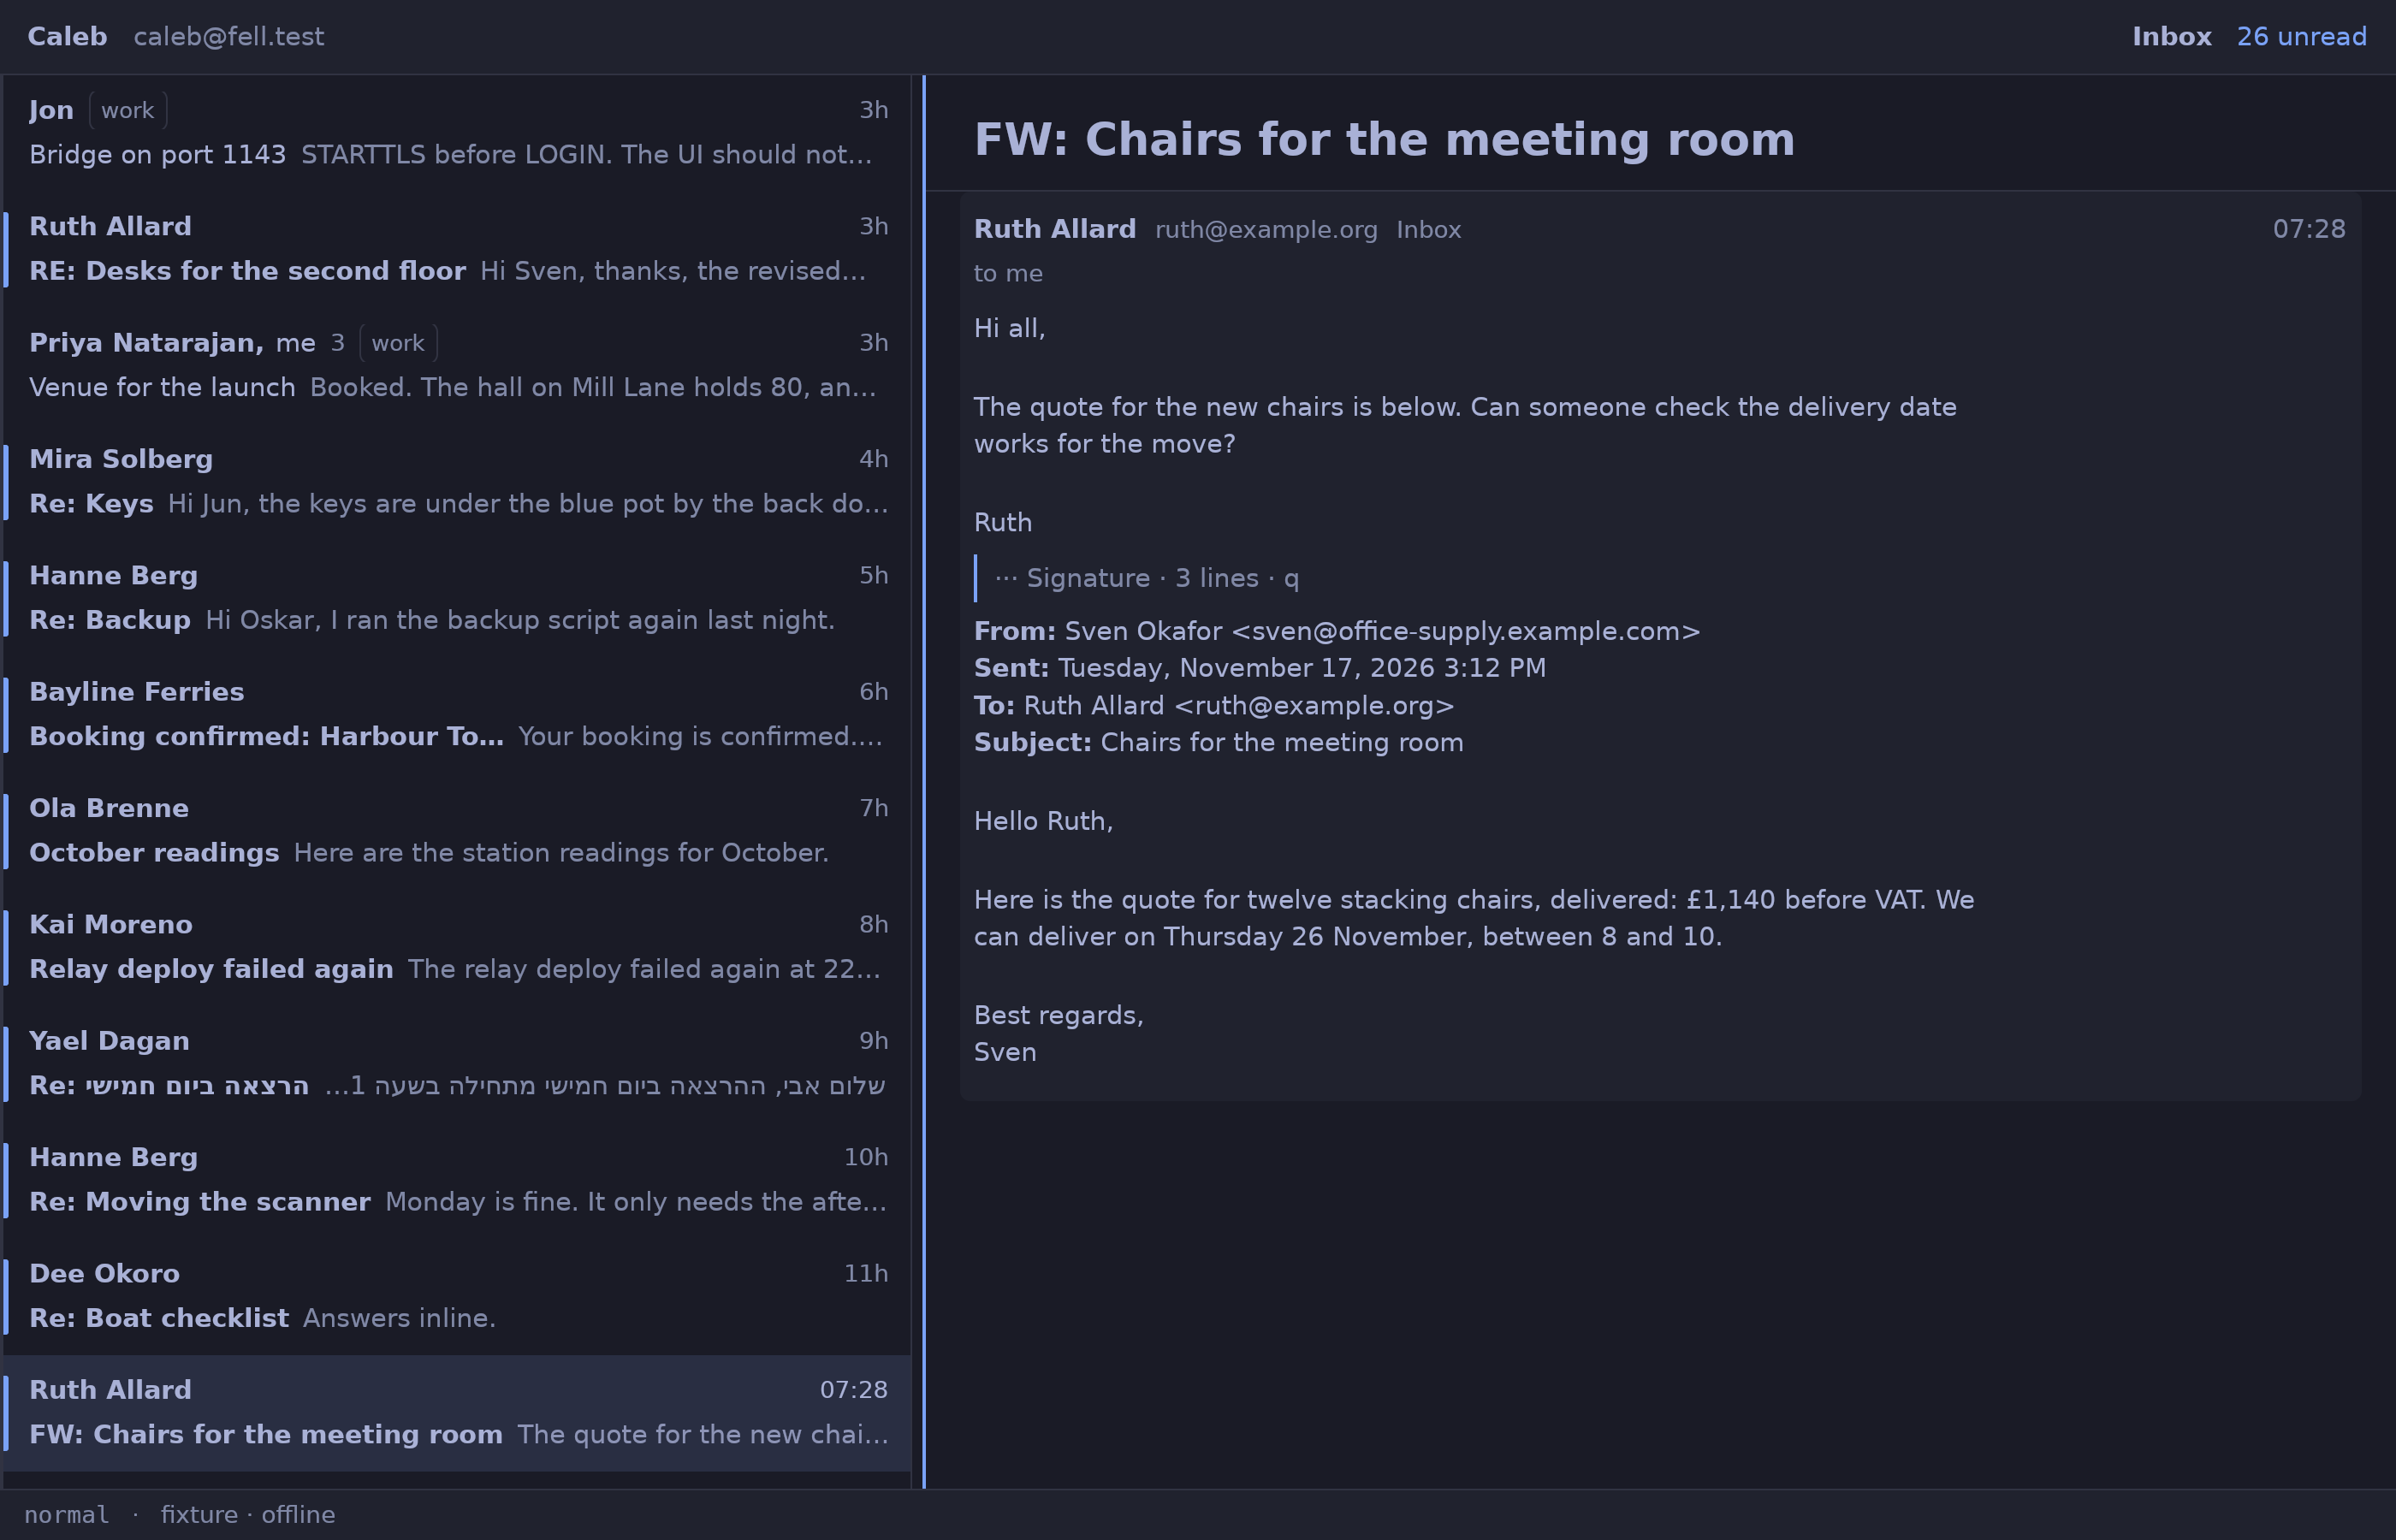 Caleb caleb@fell.test
Inbox 26 unread
Jon work 3h
Bridge on port 1143 STARTTLS before LOGIN. The UI should not…
Ruth Allard 3h
RE: Desks for the second floor Hi Sven, thanks, the revised…
Priya Natarajan, me 3 work 3h
Venue for the launch Booked. The hall on Mill Lane holds 80, an…
Mira Solberg 4h
Re: Keys Hi Jun, the keys are under the blue pot by the back do…
Hanne Berg 5h
Re: Backup Hi Oskar, I ran the backup script again last night.
Bayline Ferries 6h
Booking confirmed: Harbour To… Your booking is confirmed.…
Ola Brenne 7h
October readings Here are the station readings for October.
Kai Moreno 8h
Relay deploy failed again The relay deploy failed again at 22…
Yael Dagan 9h
Re: הרצאה ביום חמישי שלום אבי, ההרצאה ביום חמישי מתחילה בשעה 1…
Hanne Berg 10h
Re: Moving the scanner Monday is fine. It only needs the afte…
Dee Okoro 11h
Re: Boat checklist Answers inline.
Ruth Allard 07:28
FW: Chairs for the meeting room The quote for the new chai…
FW: Chairs for the meeting room
Ruth Allard ruth@example.org Inbox 07:28
to me
Hi all,
The quote for the new chairs is below. Can someone check the delivery date
works for the move?
Ruth
··· Signature · 3 lines · q
From: Sven Okafor <sven@office-supply.example.com>
Sent: Tuesday, November 17, 2026 3:12 PM
To: Ruth Allard <ruth@example.org>
Subject: Chairs for the meeting room
Hello Ruth,
Here is the quote for twelve stacking chairs, delivered: £1,140 before VAT. We
can deliver on Thursday 26 November, between 8 and 10.
Best regards,
Sven
normal · fixture · offline